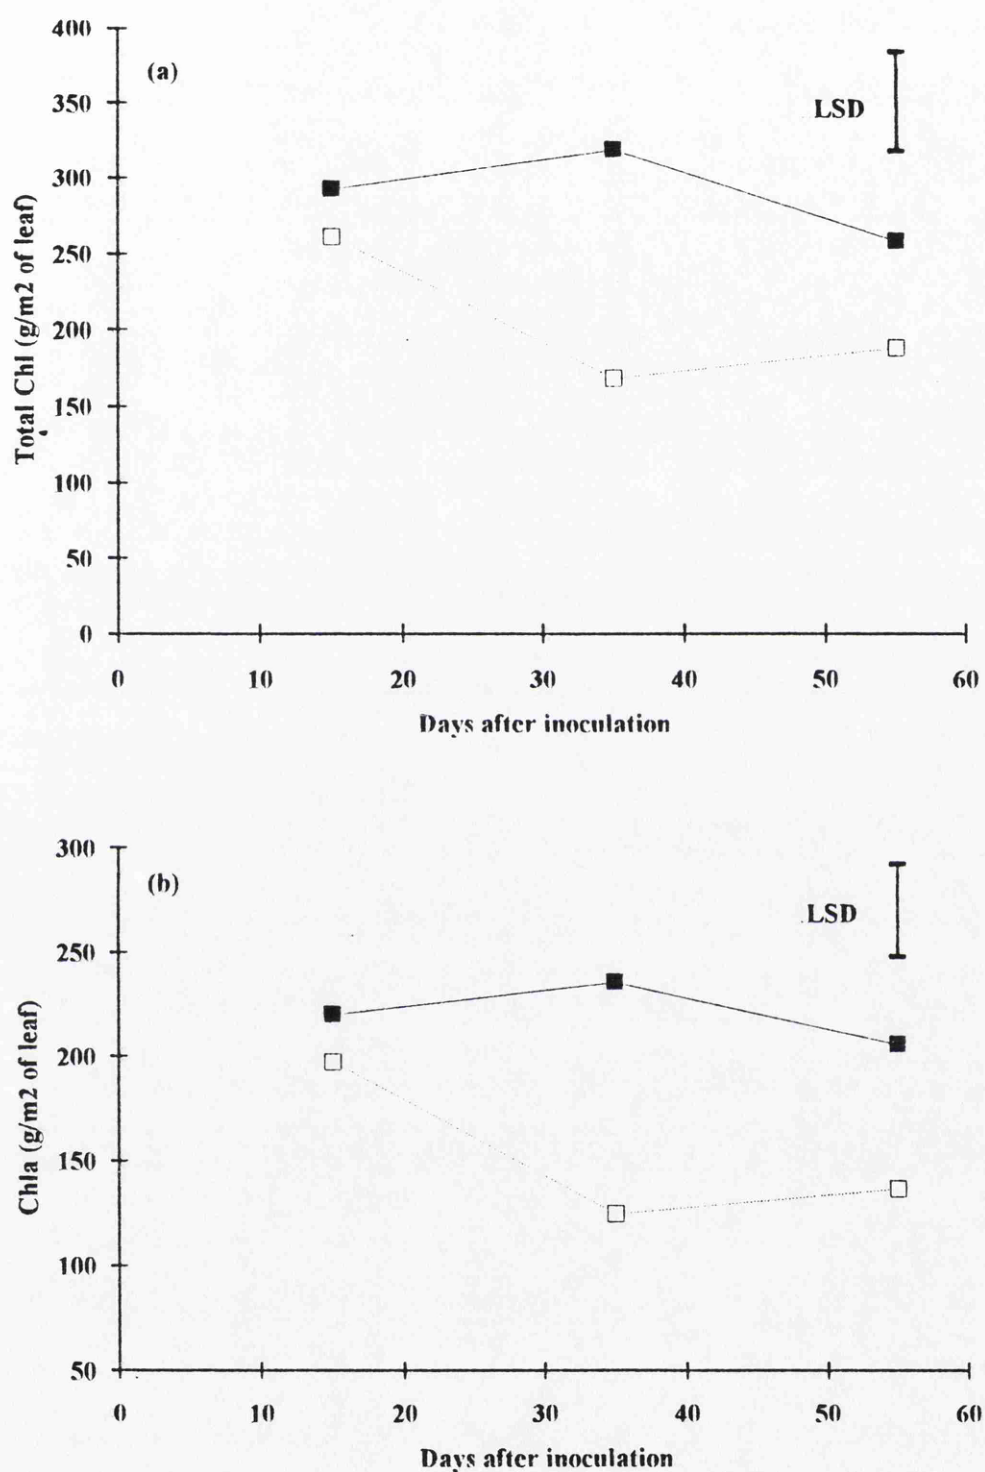 400
(a)
350
LSD
300
250
200
150
100
50
0
0 10 20 30 40 50 60
Total Chl (g/m2 of leaf)
Days after inoculation
300
(b)
LSD
250
200
150
100
50
0 10 20 30 40 50 60
Chla (g/m2 of leaf)
Days after inoculation